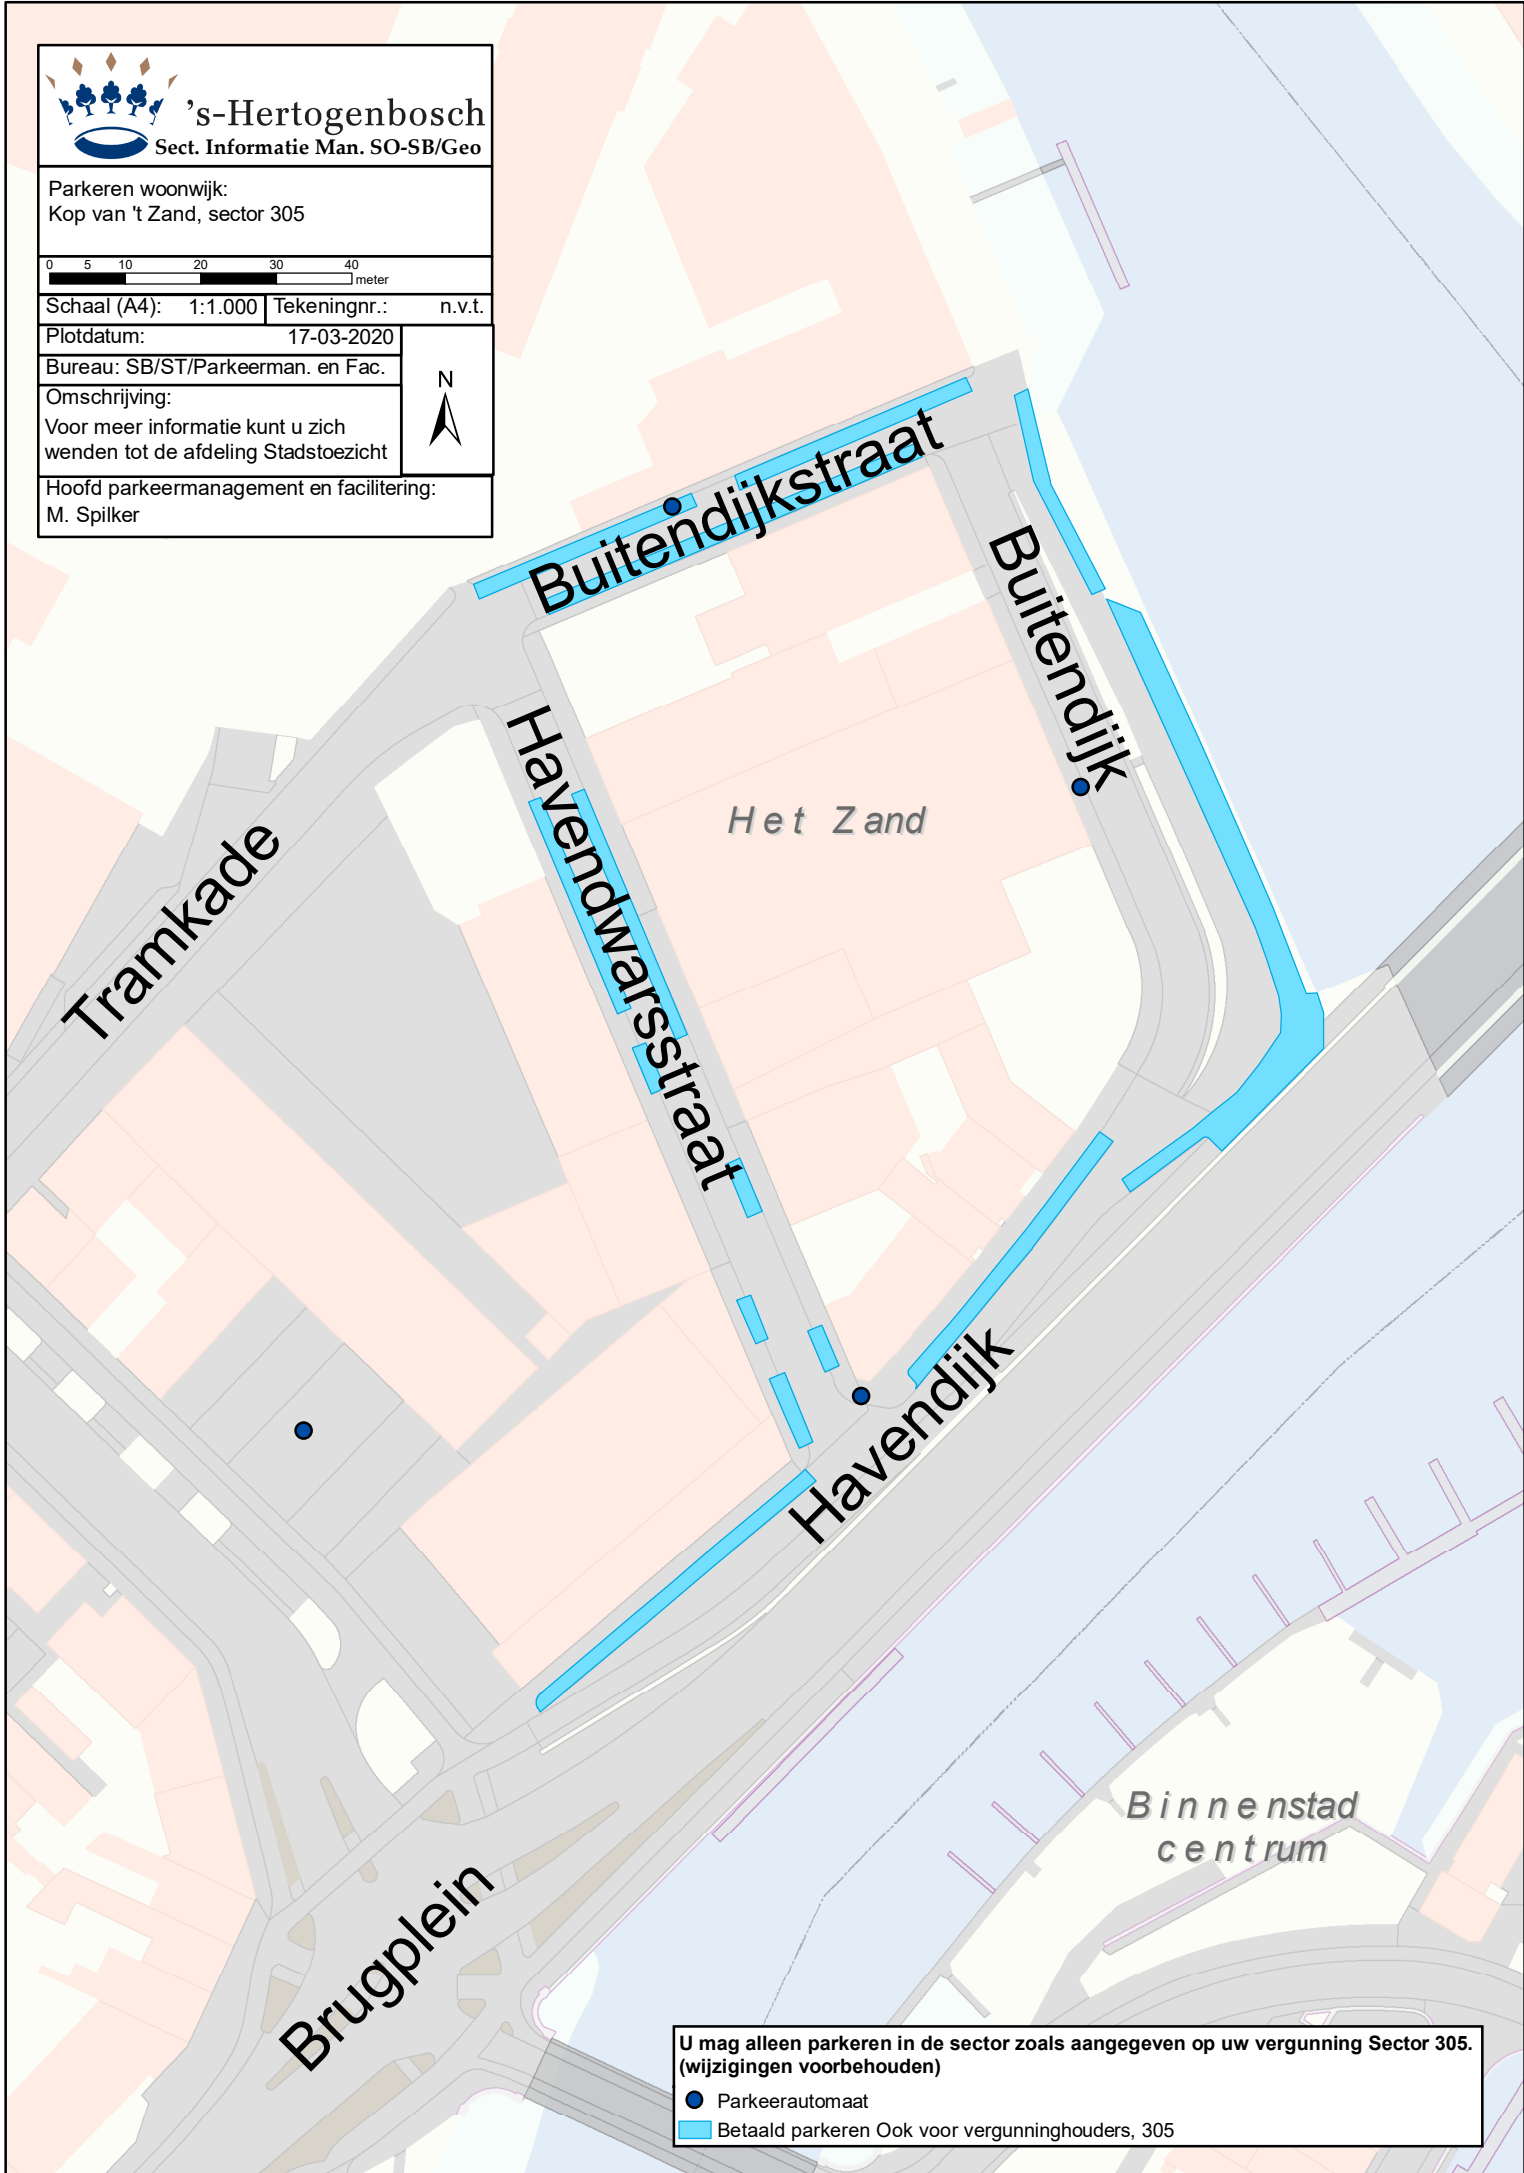 's-Hertogenbosch
Sect. Informatie Man. SO-SB/Geo
Parkeren woonwijk:
Kop van 't Zand, sector 305
0 5 10 20 30 40
meter
Schaal (A4): 1:1.000 Tekeningnr.: n.v.t.
Plotdatum: 17-03-2020
Bureau: SB/ST/Parkeerman. en Fac.
N
Omschrijving:
Voor meer informatie kunt u zich
wenden tot de afdeling Stadstoezicht
Hoofd parkeermanagement en facilitering:
M. Spilker
Buitendijkstraat
Buitendijk
Havendwarsstraat
Het Zand
Tramkade
Havendijk
Binnenstad
centrum
Brugplein
U mag alleen parkeren in de sector zoals aangegeven op uw vergunning Sector 305.
(wijzigingen voorbehouden)
Parkeerautomaat
Betaald parkeren Ook voor vergunninghouders, 305